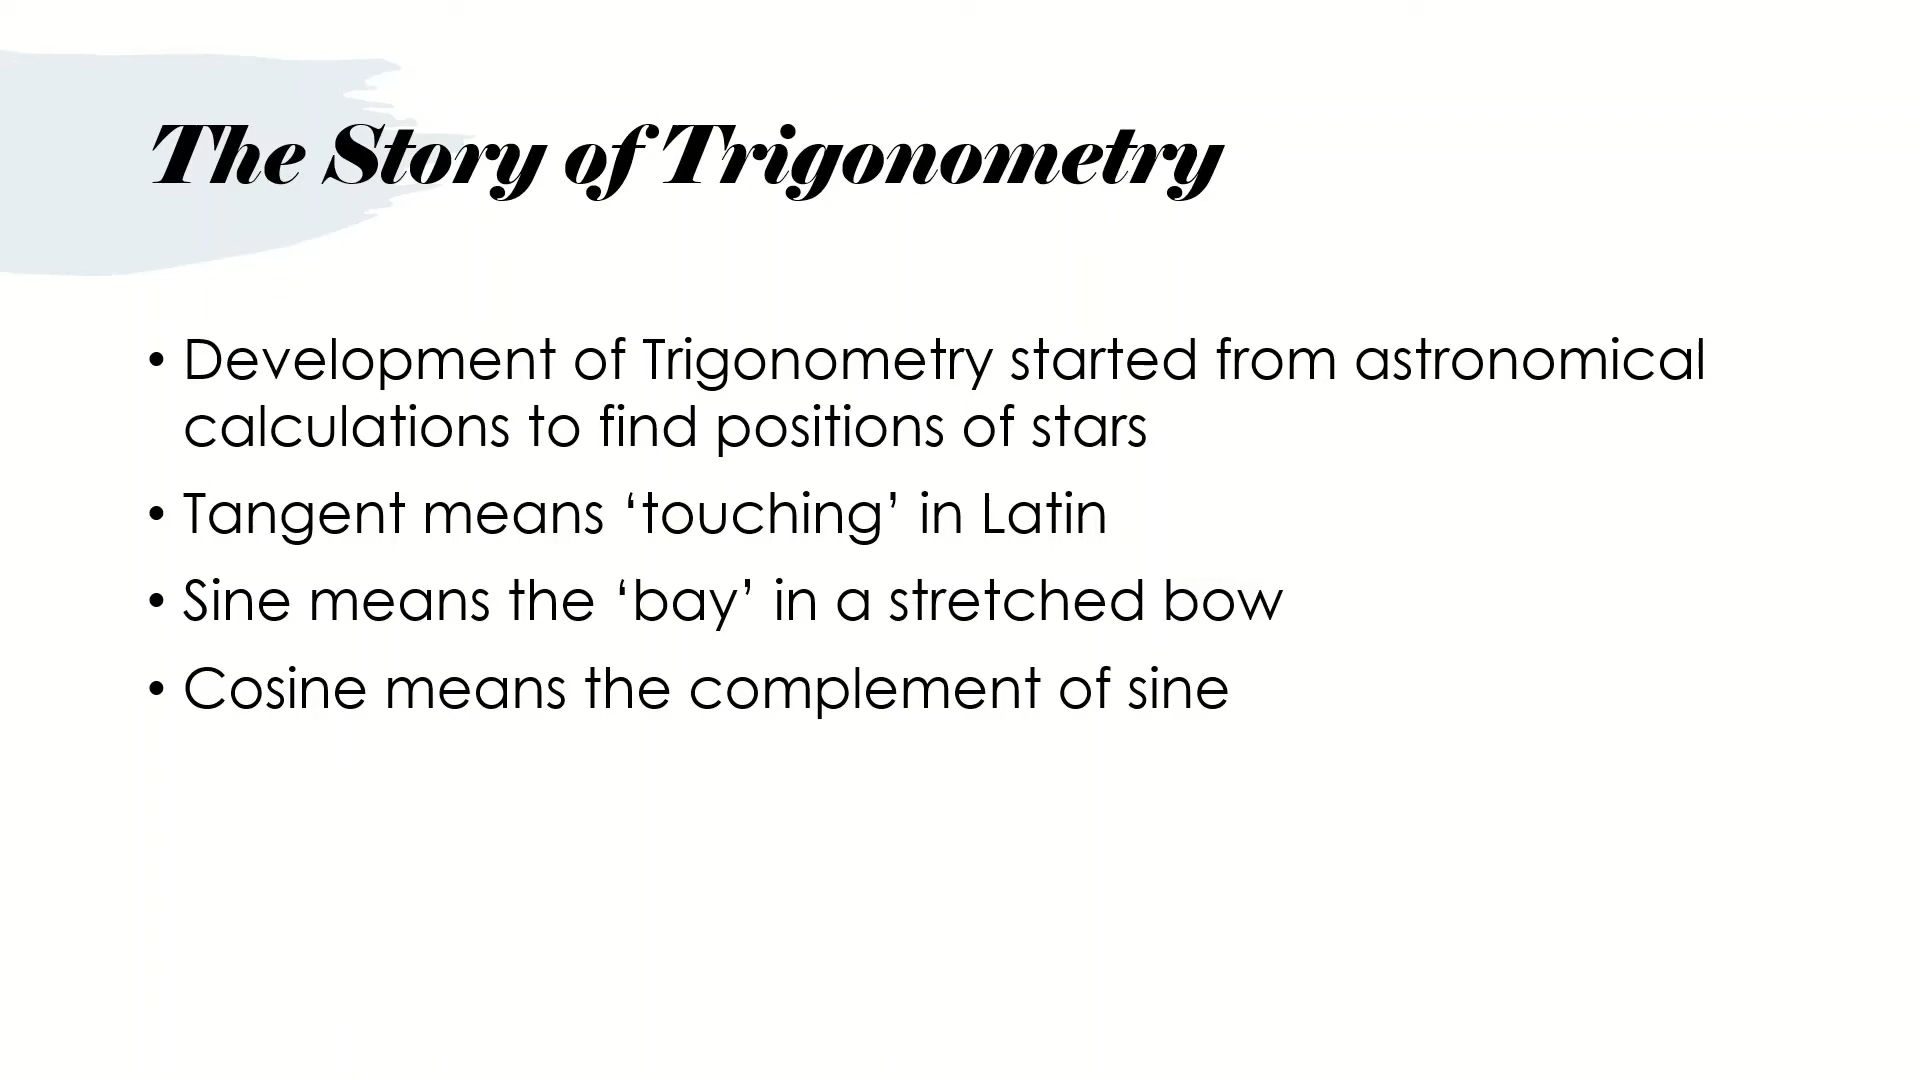 The Story of Trigonometry
• Development of Trigonometry started from astronomical
calculations to find positions of stars
• Tangent means ‘touching’ in Latin
• Sine means the ‘bay’ in a stretched bow
• Cosine means the complement of sine